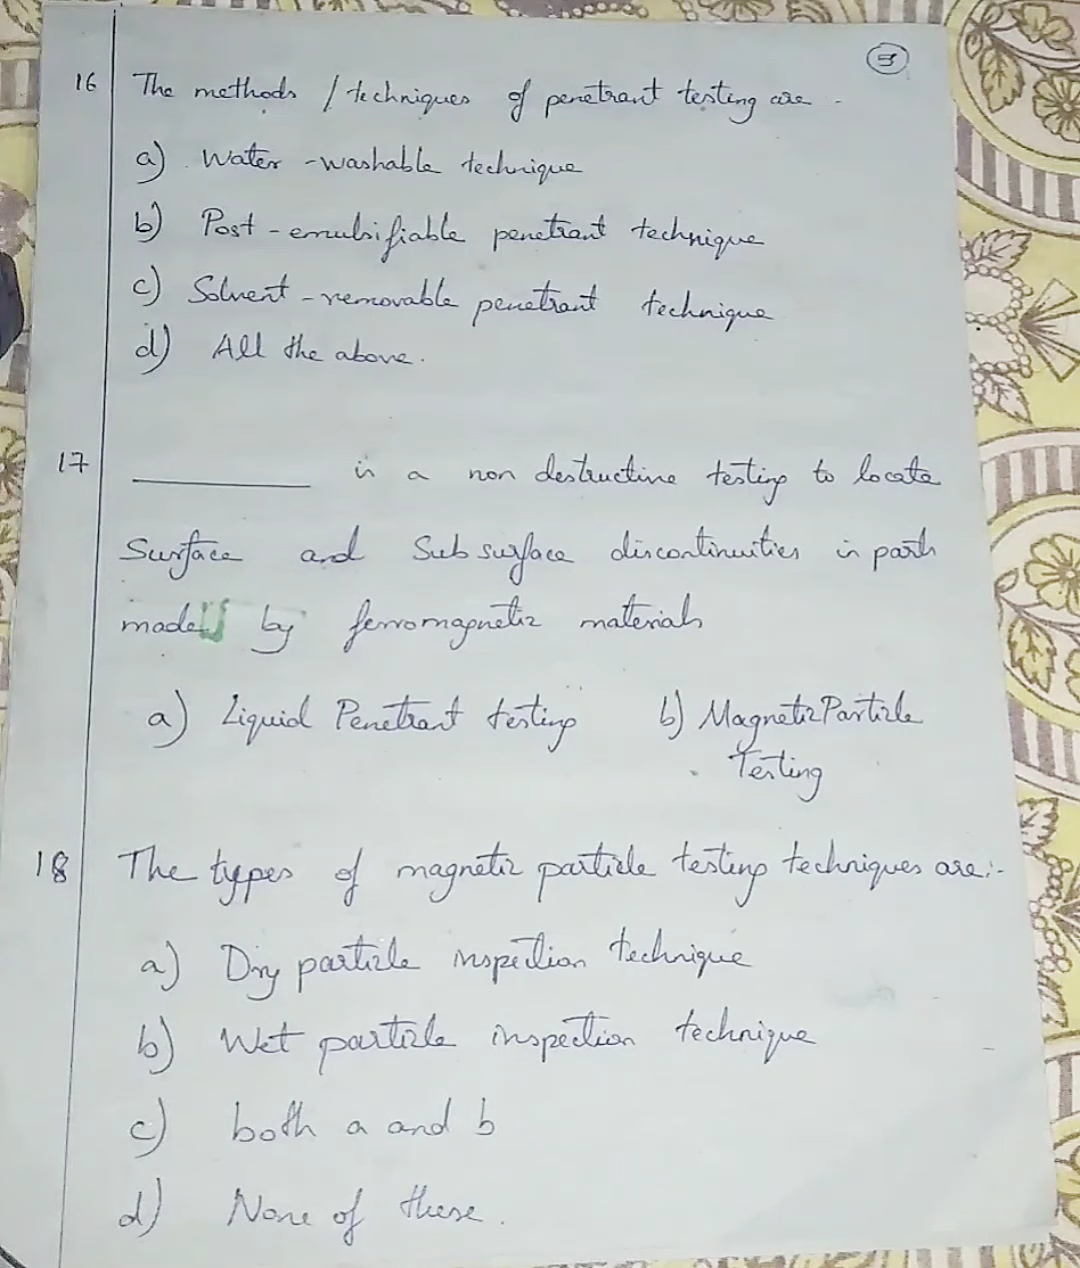 3
16 The methods / techniques of penetrant testing are -
a) Water - washable technique
b) Post - emulsifiable penetrant technique
c) Solvent - removable penetrant technique
d) All the above.
17 ________ is a non destructive testing to locate
Surface and Subsurface discontinuities in parts
made by ferromagnetic materials
a) Liquid Penetrant testing b) Magnetic Particle
Testing
18 The types of magnetic particle testing techniques are:-
a) Dry particle inspection technique
b) Wet particle inspection technique
c) both a and b
d) None of these.